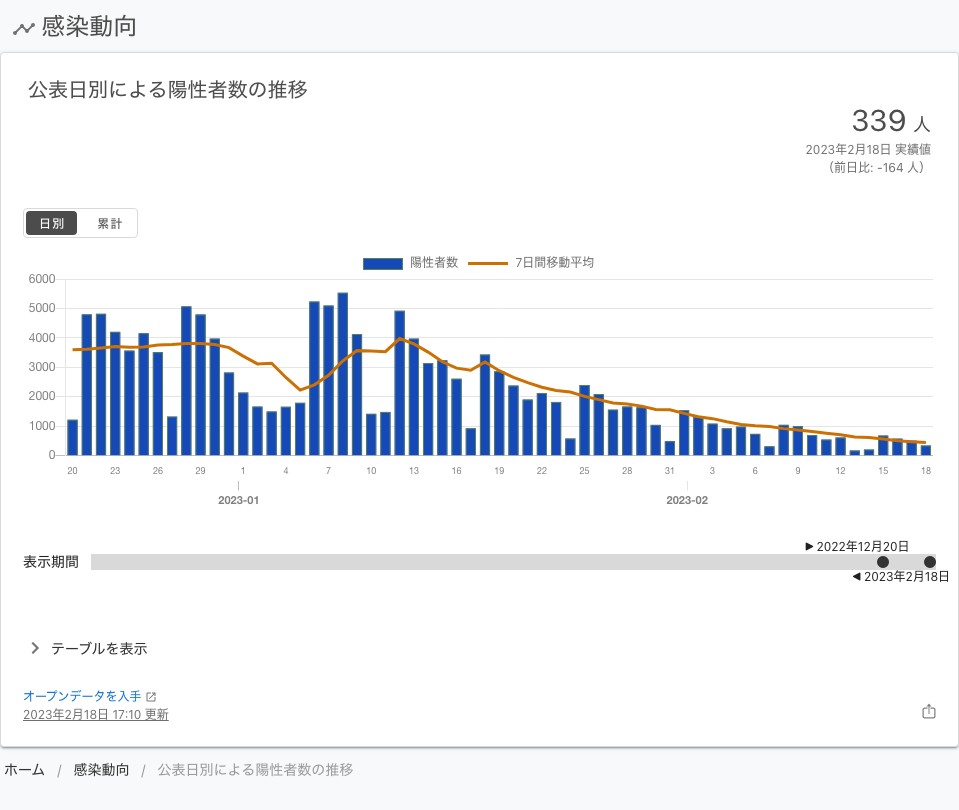 感染動向
公表日別による陽性者数の推移
339 人
2023年2月18日 実績値
（前日比: -164 人）
日別 累計
陽性者数 7日間移動平均
6000
5000
4000
3000
2000
1000
0
20 23 26 29 1 4 7 10 13 16 19 22 25 28 31 3 6 9 12 15 18
2023-01 2023-02
▶ 2022年12月20日
表示期間
◀ 2023年2月18日
テーブルを表示
オープンデータを入手
2023年2月18日 17:10 更新
ホーム / 感染動向 / 公表日別による陽性者数の推移